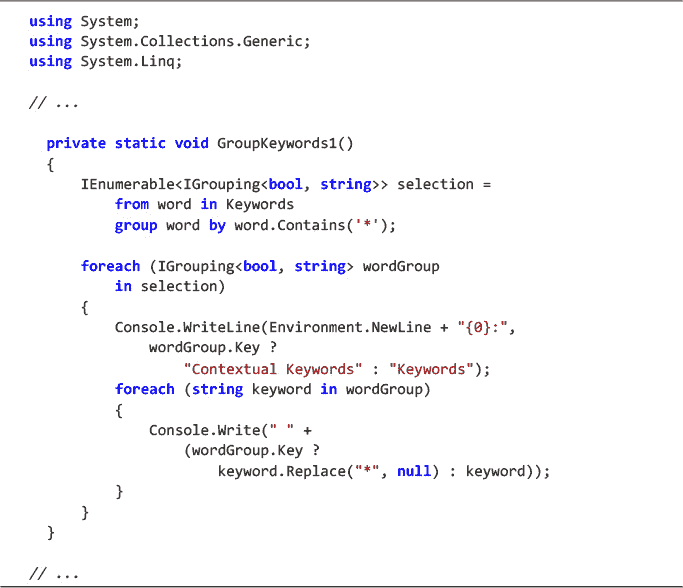 using System;
using System.Collections.Generic;
using System.Linq;
// ...
private static void GroupKeywords1()
{
IEnumerable<IGrouping<bool, string>> selection =
from word in Keywords
group word by word.Contains('*');
foreach (IGrouping<bool, string> wordGroup
in selection)
{
Console.WriteLine(Environment.NewLine + "{0}:",
wordGroup.Key ?
"Contextual Keywords" : "Keywords");
foreach (string keyword in wordGroup)
{
Console.Write(" " +
(wordGroup.Key ?
keyword.Replace("*", null) : keyword));
}
}
}
// ...